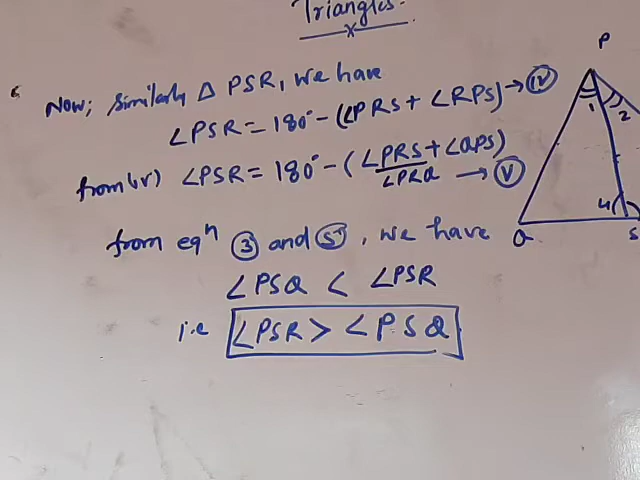 Triangles.
Now; similarly △ PSR, we have
∠PSR = 180° - (∠PRS + ∠RPS) → (IV)
from (IV) ∠PSR = 180° - (∠PRS + ∠QPS)
∠PRQ → (V)
from eqⁿ (3) and (5), we have
∠PSQ < ∠PSR
i.e ∠PSR > ∠PSQ
P
1
2
4
Q
S